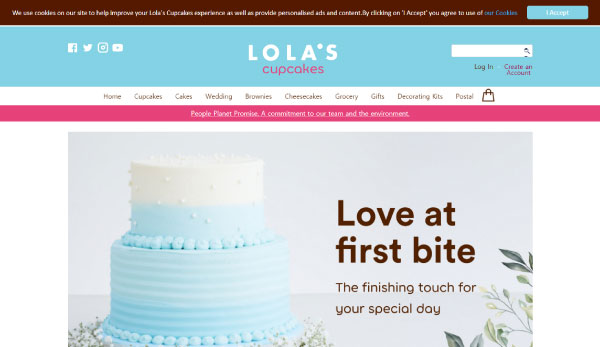 We use cookies on our site to help improve your Lola's Cupcakes experience as well as provide personalised ads and content.By clicking on 'I Accept' you agree to use of our Cookies
I Accept
LOLA'S
cupcakes
Log In
Create an
Account
Home Cupcakes Cakes Wedding Brownies Cheesecakes Grocery Gifts Decorating Kits Postal
People Planet Promise. A commitment to our team and the environment.
Love at
first bite
The finishing touch for
your special day